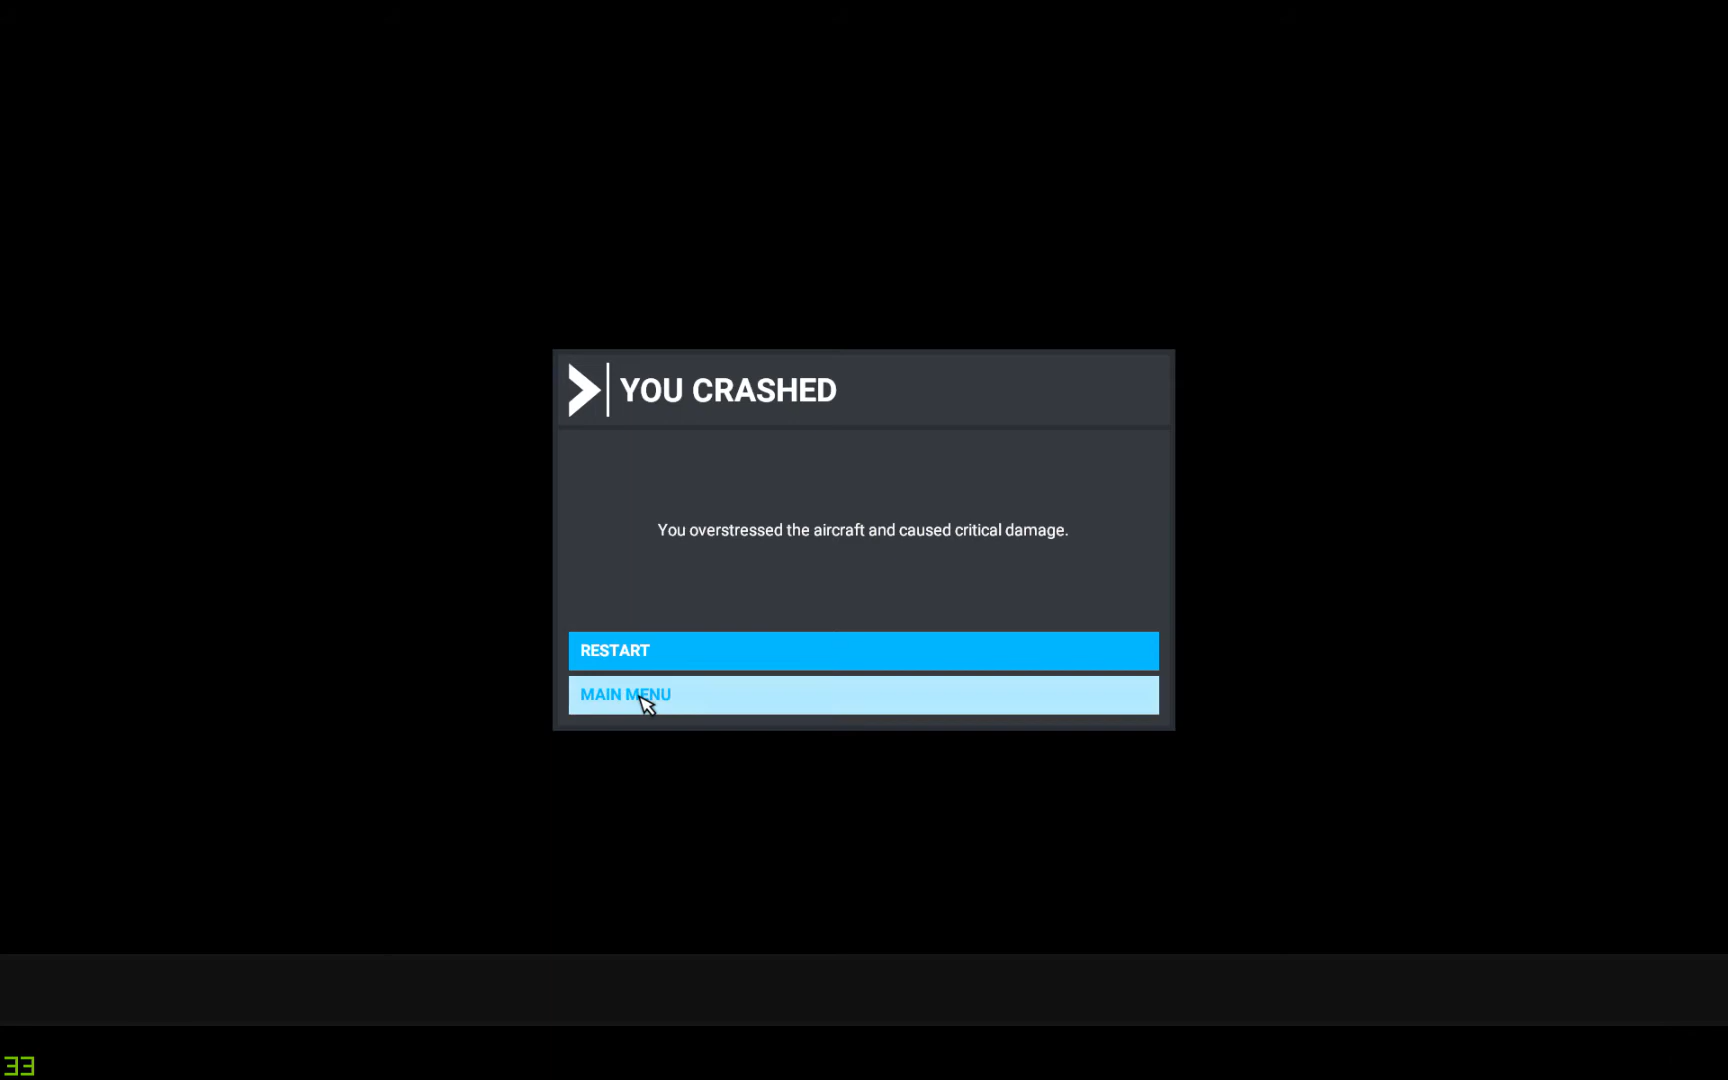 YOU CRASHED
You overstressed the aircraft and caused critical damage.
RESTART
MAIN MENU
33